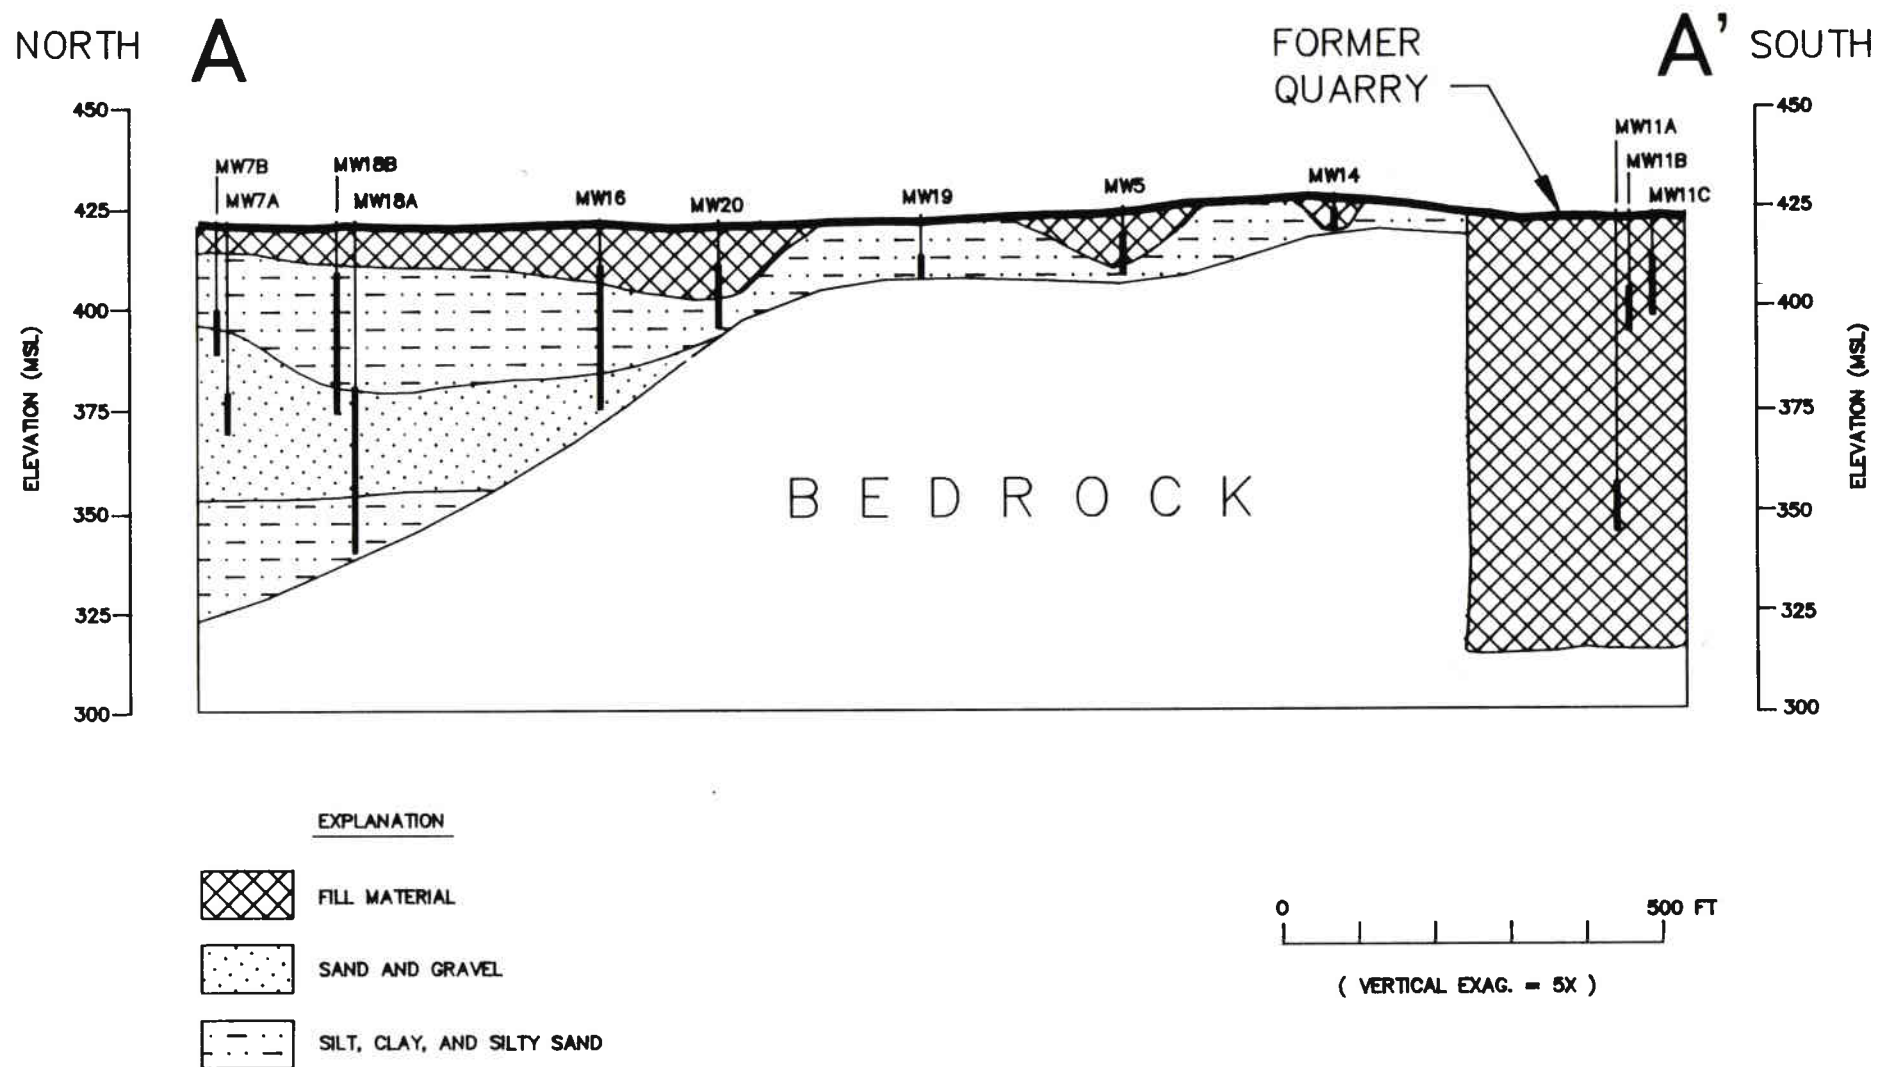 NORTH A
FORMER
QUARRY
A' SOUTH
450
425
400
375
350
325
300
ELEVATION (MSL)
MW7B
MW7A
MW18B
MW18A
MW16
MW20
MW19
MW5
MW14
MW11A
MW11B
MW11C
450
425
400
375
350
325
300
ELEVATION (MSL)
BEDROCK
EXPLANATION
FILL MATERIAL
SAND AND GRAVEL
SILT, CLAY, AND SILTY SAND
0 500 FT
( VERTICAL EXAG. = 5X )